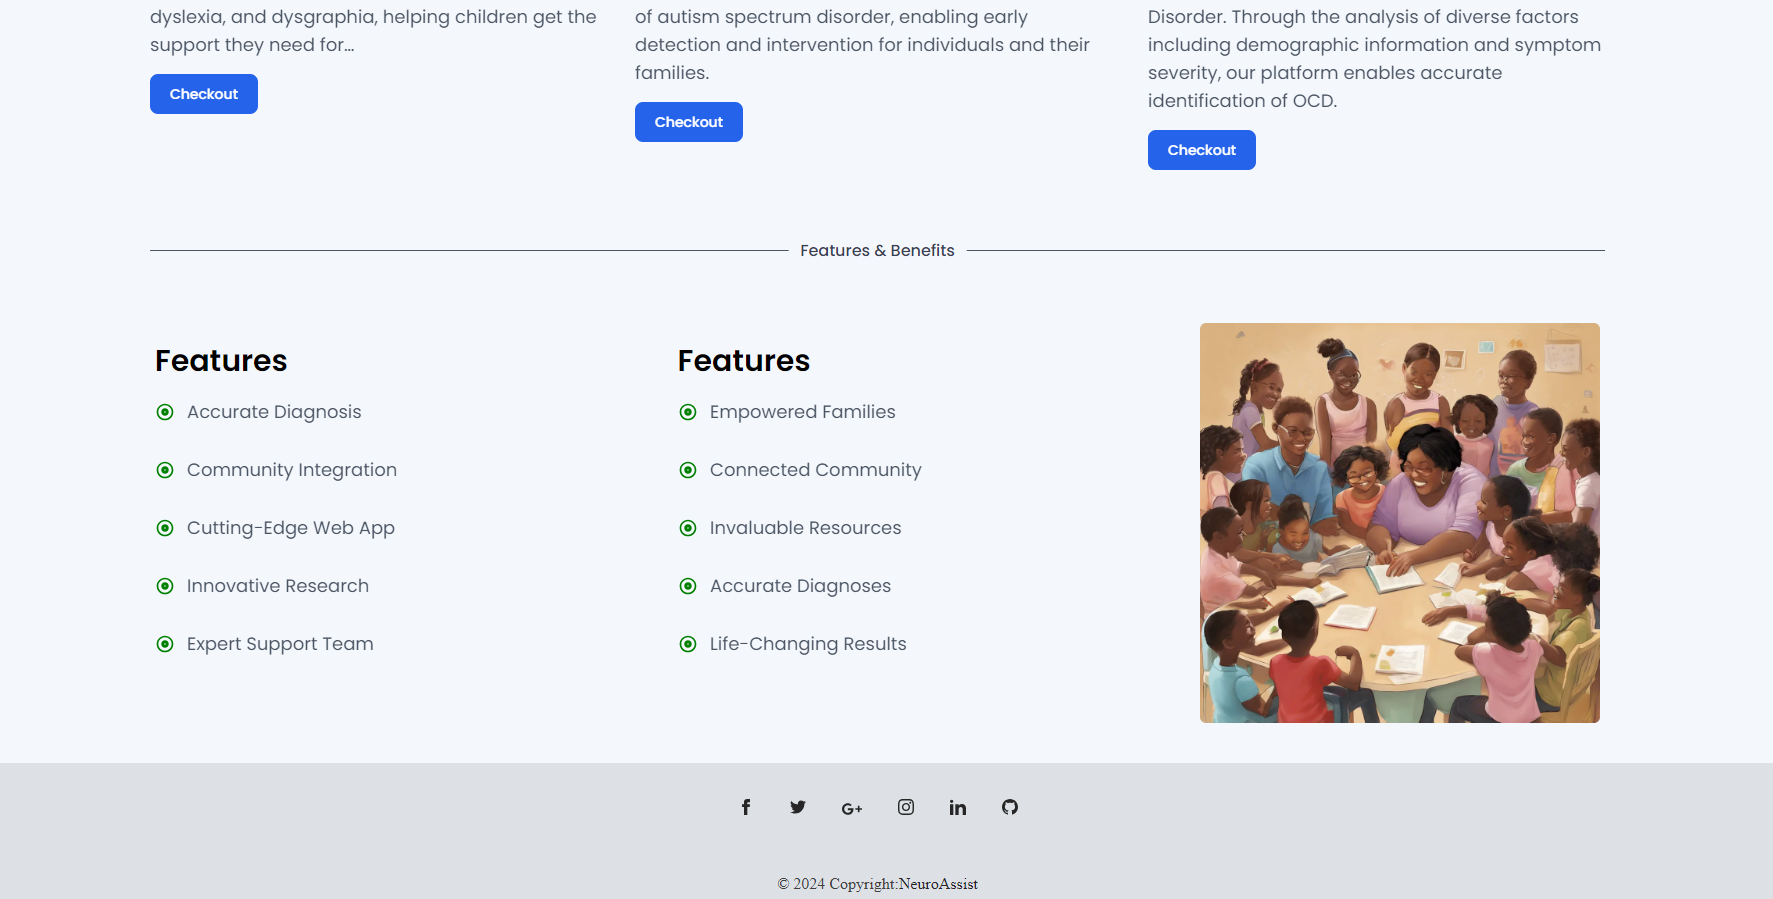 dyslexia, and dysgraphia, helping children get the
support they need for...
Checkout
of autism spectrum disorder, enabling early
detection and intervention for individuals and their
families.
Checkout
Disorder. Through the analysis of diverse factors
including demographic information and symptom
severity, our platform enables accurate
identification of OCD.
Checkout
Features & Benefits
Features
Accurate Diagnosis
Community Integration
Cutting-Edge Web App
Innovative Research
Expert Support Team
Features
Empowered Families
Connected Community
Invaluable Resources
Accurate Diagnoses
Life-Changing Results
© 2024 Copyright:NeuroAssist